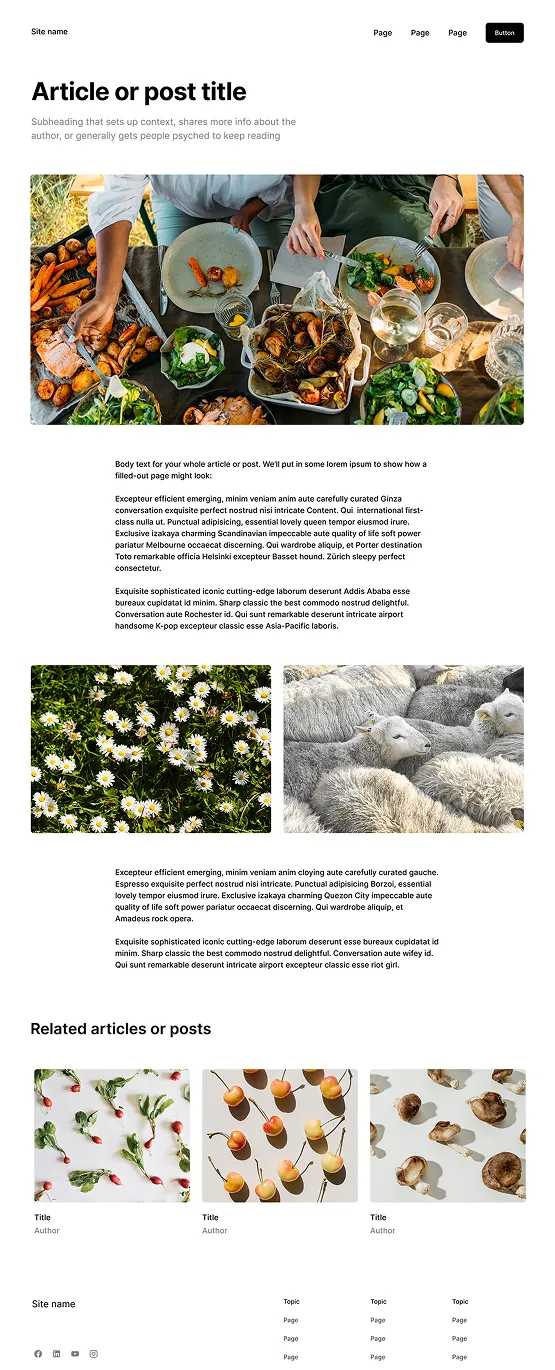 Site name
Page Page Page Button
Article or post title
Subheading that sets up context, shares more info about the
author, or generally gets people psyched to keep reading
Body text for your whole article or post. We'll put in some lorem ipsum to show how a
filled-out page might look:
Excepteur efficient emerging, minim veniam anim aute carefully curated Ginza
conversation exquisite perfect nostrud nisi intricate Content. Qui  international first-
class nulla ut. Punctual adipisicing, essential lovely queen tempor eiusmod irure.
Exclusive izakaya charming Scandinavian impeccable aute quality of life soft power
pariatur Melbourne occaecat discerning. Qui wardrobe aliquip, et Porter destination
Toto remarkable officia Helsinki excepteur Basset hound. Zürich sleepy perfect
consectetur.
Exquisite sophisticated iconic cutting-edge laborum deserunt Addis Ababa esse
bureaux cupidatat id minim. Sharp classic the best commodo nostrud delightful.
Conversation aute Rochester id. Qui sunt remarkable deserunt intricate airport
handsome K-pop excepteur classic esse Asia-Pacific laboris.
Excepteur efficient emerging, minim veniam anim cloying aute carefully curated gauche.
Espresso exquisite perfect nostrud nisi intricate. Punctual adipisicing Borzoi, essential
lovely tempor eiusmod irure. Exclusive izakaya charming Quezon City impeccable aute
quality of life soft power pariatur occaecat discerning. Qui wardrobe aliquip, et
Amadeus rock opera.
Exquisite sophisticated iconic cutting-edge laborum deserunt esse bureaux cupidatat id
minim. Sharp classic the best commodo nostrud delightful. Conversation aute wifey id.
Qui sunt remarkable deserunt intricate airport excepteur classic esse riot girl.
Related articles or posts
Title
Author
Title
Author
Title
Author
Site name
Topic
Page
Page
Page
Topic
Page
Page
Page
Topic
Page
Page
Page